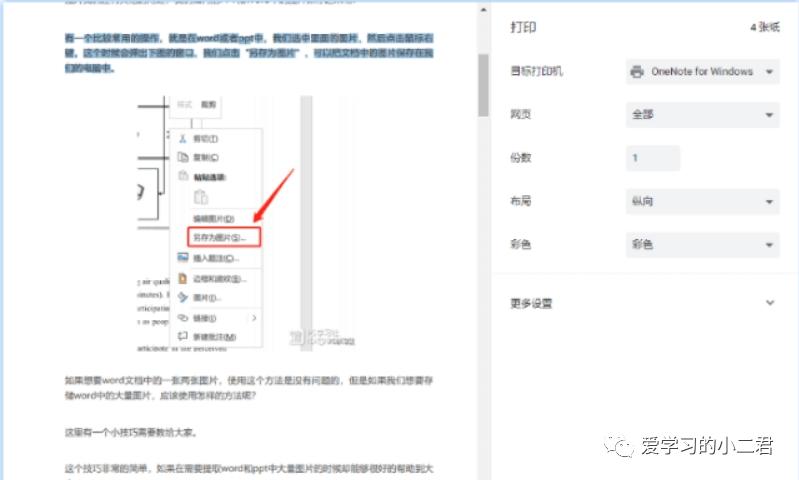 有一个比较常用的操作，就是在word或者ppt中，我们选中里面的图片，然后点击鼠标右
键，这个时候会弹出下图的窗口，我们点击“另存为图片”，可以把文档中的图片保存在我
们的电脑中。
样式 裁剪
剪切(T)
复制(C)
粘贴选项:
编辑图片(D)
另存为图片(S)...
插入题注(C)...
边框和底纹(B)...
图片(I)...
链接(I)
新建批注(M)
ng air quali
minutes). I
rticipatin
as peop
articipate in the perceived
如果想要word文档中的一张两张图片，使用这个方法是没有问题的，但是如果我们想要存
储word中的大量图片，应该使用怎样的方法呢？
这里有一个小技巧需要教给大家。
这个技巧非常的简单，如果在需要提取word和ppt中大量图片的时候却能够很好的帮助到大
打印
4 张纸
目标打印机
OneNote for Windows
网页
全部
份数
1
布局
纵向
彩色
彩色
更多设置
爱学习的小二君